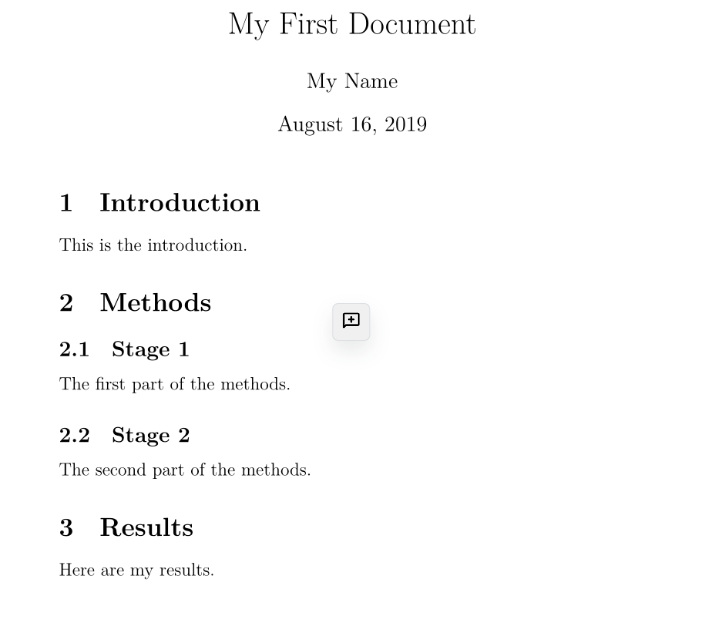 My First Document
My Name
August 16, 2019
1 Introduction
This is the introduction.
2 Methods
2.1 Stage 1
The first part of the methods.
2.2 Stage 2
The second part of the methods.
3 Results
Here are my results.